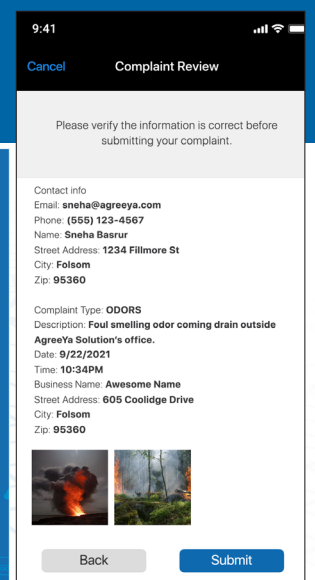 9:41
Cancel
Complaint Review
Please verify the information is correct before
submitting your complaint.
Contact info
Email: sneha@agreeya.com
Phone: (555) 123-4567
Name: Sneha Basrur
Street Address: 1234 Fillmore St
City: Folsom
Zip: 95360
Complaint Type: ODORS
Description: Foul smelling odor coming drain outside
AgreeYa Solution's office.
Date: 9/22/2021
Time: 10:34PM
Business Name: Awesome Name
Street Address: 605 Coolidge Drive
City: Folsom
Zip: 95360
Back
Submit